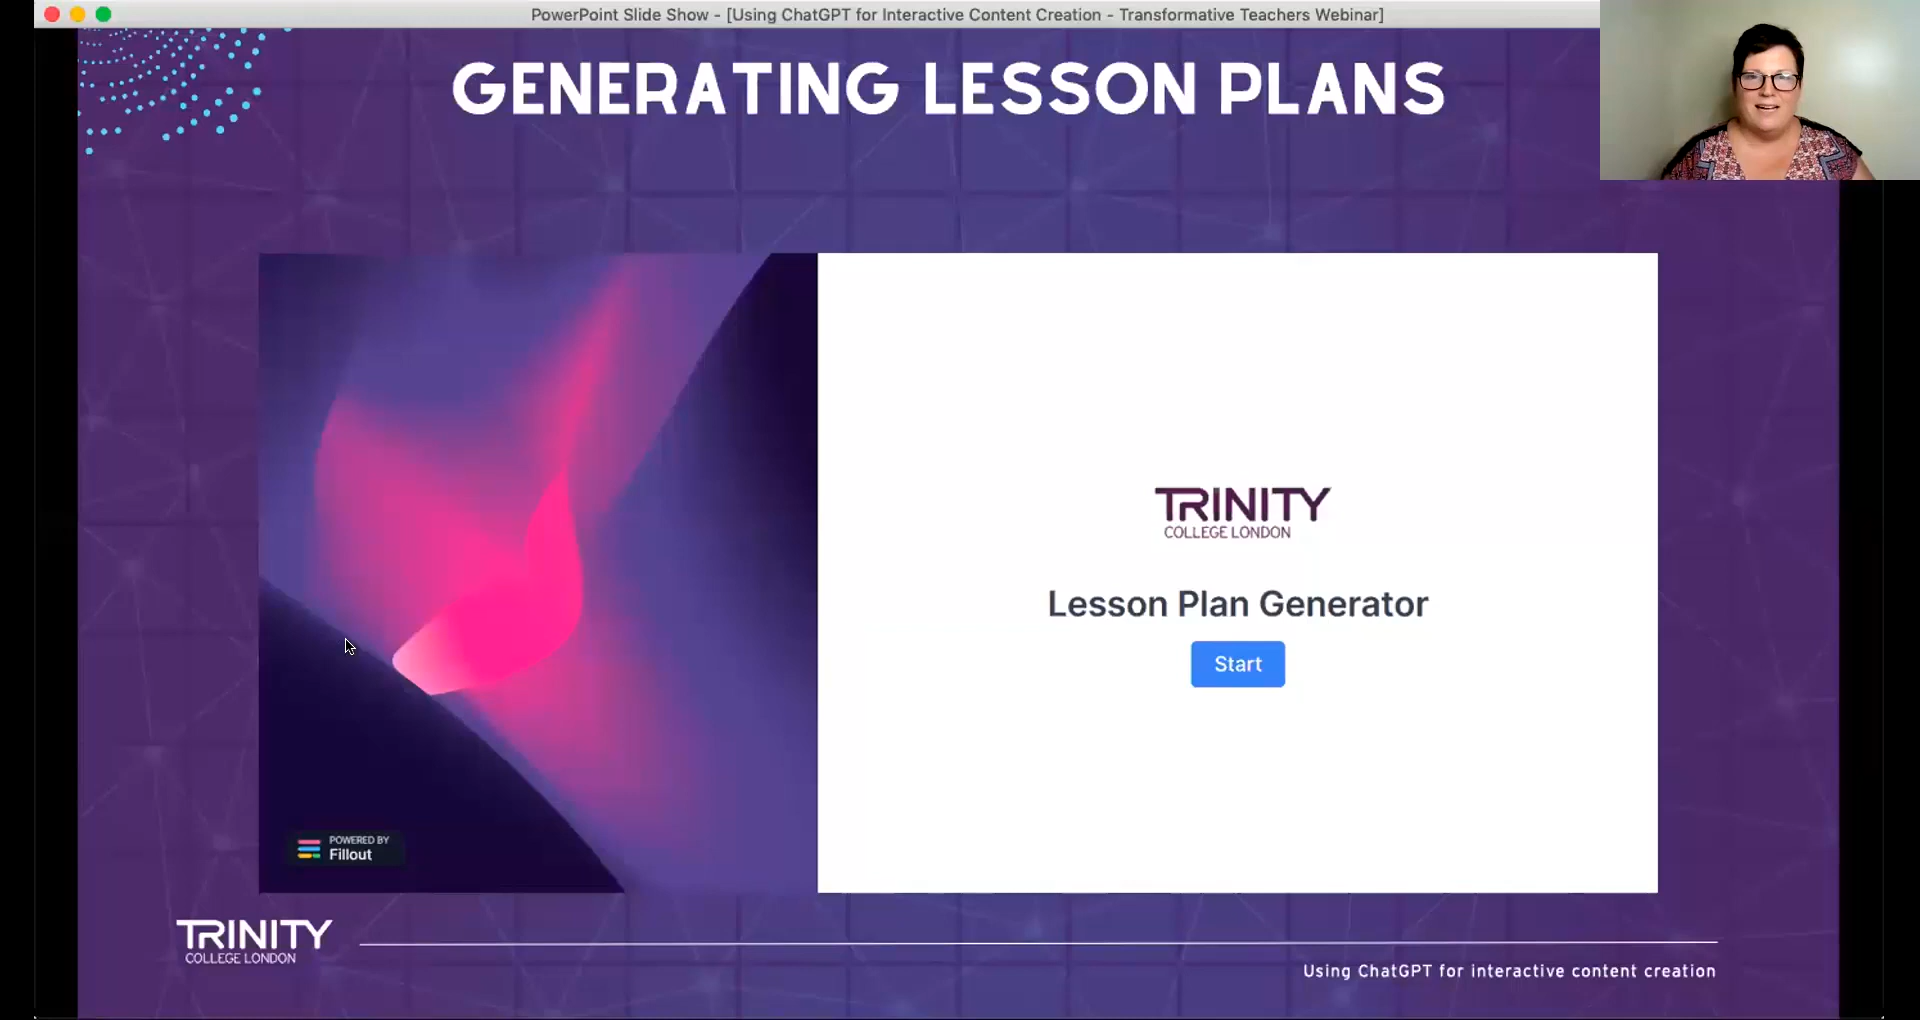 PowerPoint Slide Show - [Using ChatGPT for Interactive Content Creation - Transformative Teachers Webinar]
GENERATING LESSON PLANS
TRINITY
COLLEGE LONDON
Lesson Plan Generator
Start
POWERED BY
Fillout
TRINITY
COLLEGE LONDON
Using ChatGPT for interactive content creation